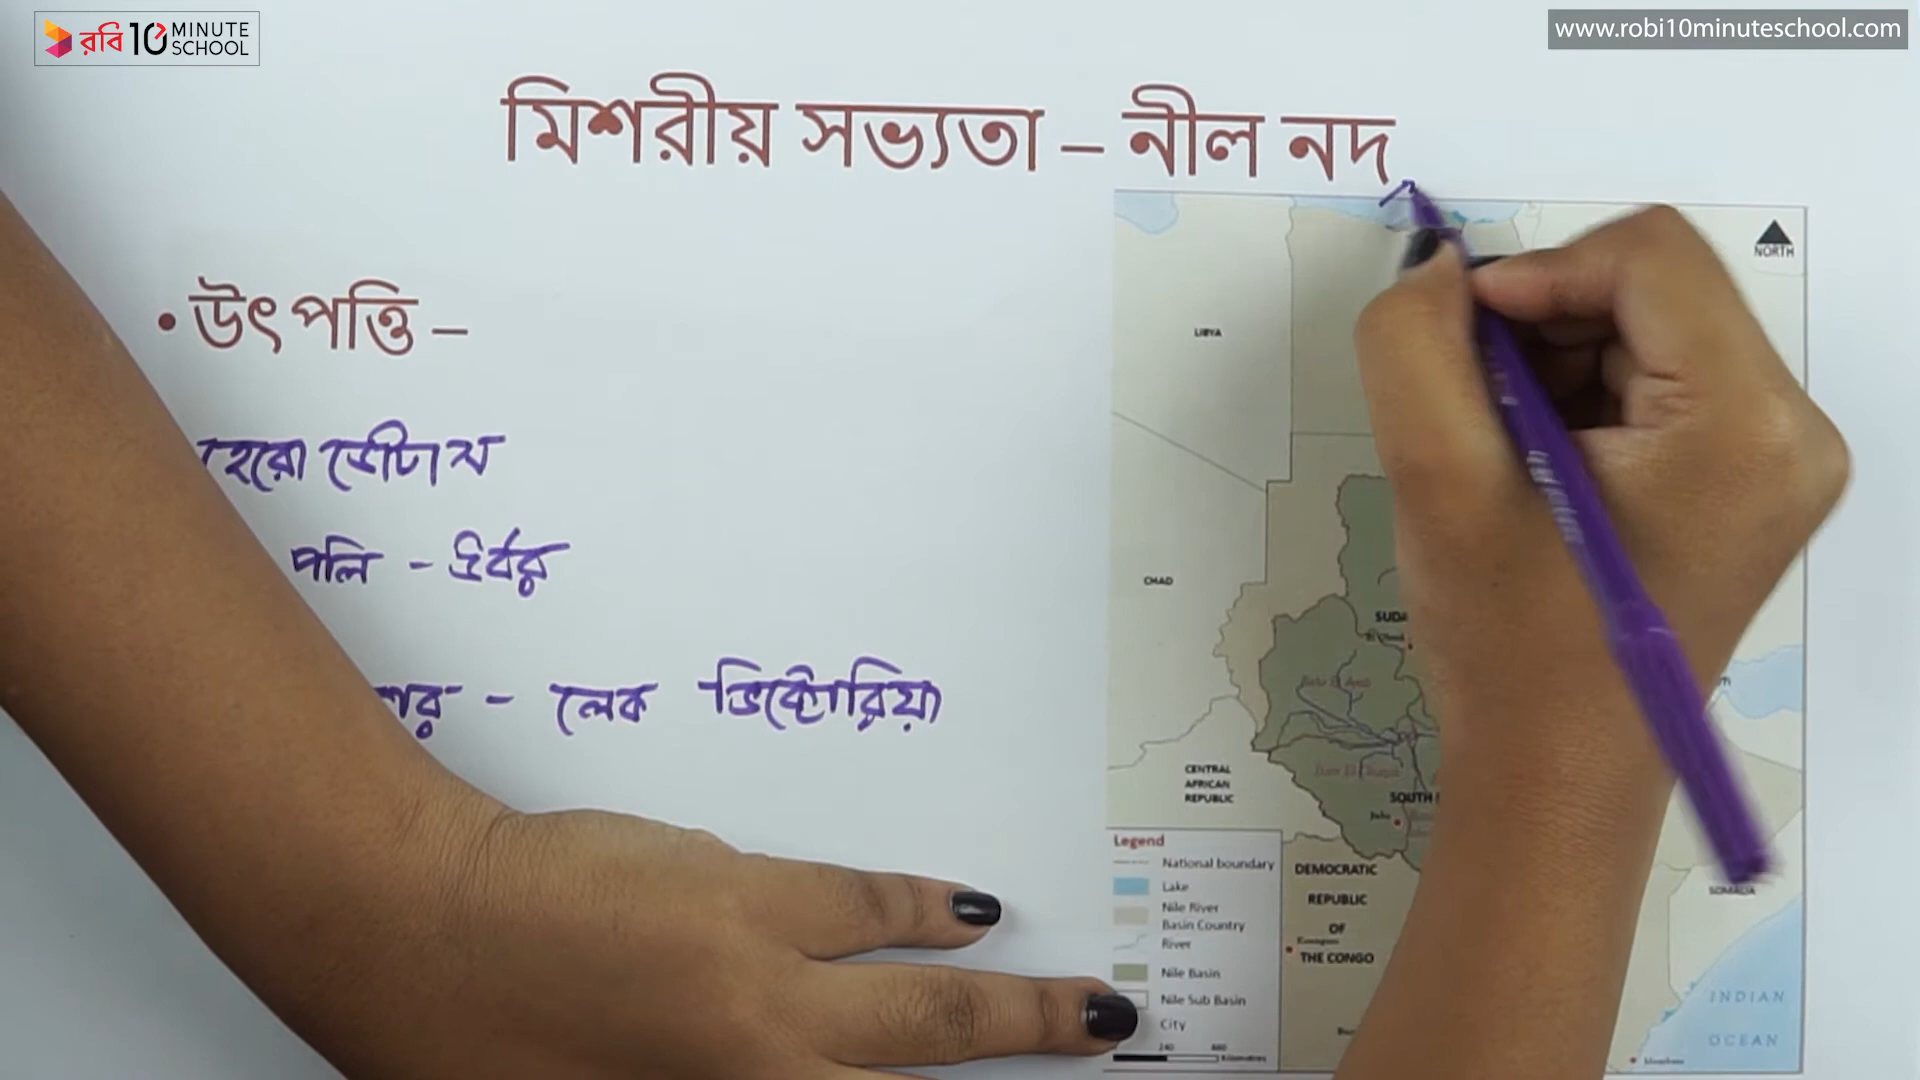 রবি 10 MINUTE SCHOOL
www.robi10minuteschool.com
মিশরীয় সভ্যতা – নীল নদ
• উৎপত্তি –
হেরোডোটাস
পলি - উর্বর
লেক ভিক্টোরিয়া
NORTH
LIBYA
CHAD
CENTRAL
AFRICAN
REPUBLIC
DEMOCRATIC
REPUBLIC
OF
THE CONGO
SOMALIA
INDIAN
OCEAN
Legend
National boundary
Lake
Nile River
Basin Country
River
Nile Basin
Nile Sub Basin
City